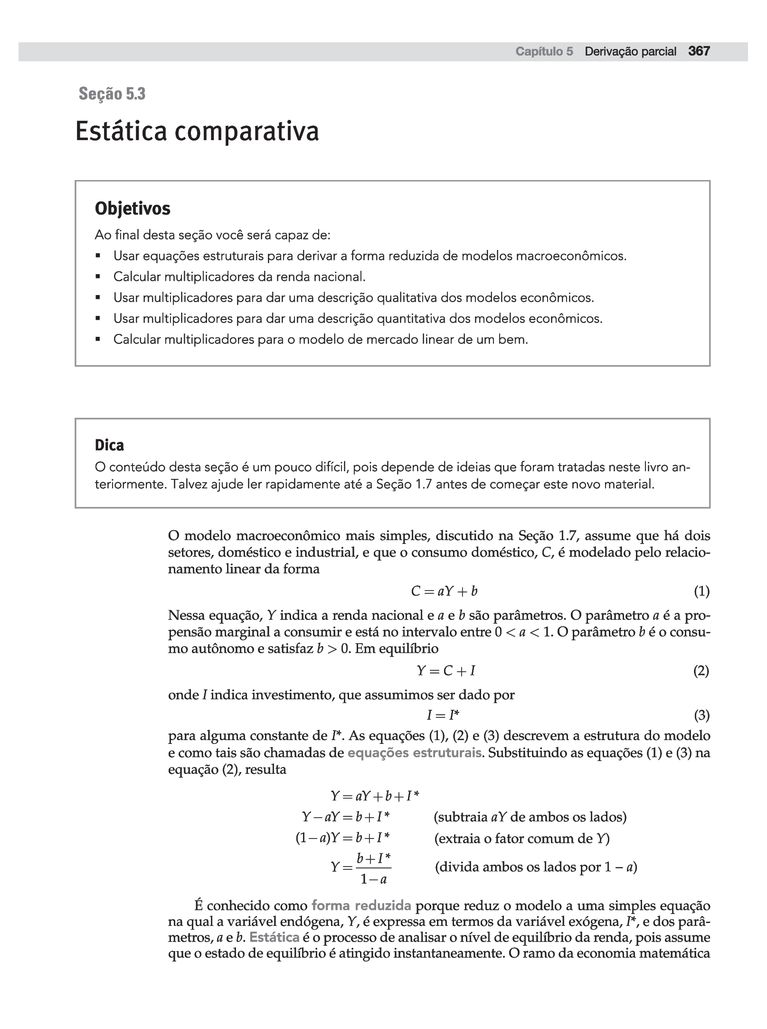 Capítulo 5 Derivação parcial 367
Seção 5.3
Estática comparativa
Objetivos
Ao final desta seção você será capaz de:
▪ Usar equações estruturais para derivar a forma reduzida de modelos macroeconômicos.
▪ Calcular multiplicadores da renda nacional.
▪ Usar multiplicadores para dar uma descrição qualitativa dos modelos econômicos.
▪ Usar multiplicadores para dar uma descrição quantitativa dos modelos econômicos.
▪ Calcular multiplicadores para o modelo de mercado linear de um bem.
Dica
O conteúdo desta seção é um pouco difícil, pois depende de ideias que foram tratadas neste livro an-
teriormente. Talvez ajude ler rapidamente até a Seção 1.7 antes de começar este novo material.
O modelo macroeconômico mais simples, discutido na Seção 1.7, assume que há dois
setores, doméstico e industrial, e que o consumo doméstico, C, é modelado pelo relacio-
namento linear da forma
C = aY + b (1)
Nessa equação, Y indica a renda nacional e a e b são parâmetros. O parâmetro a é a pro-
pensão marginal a consumir e está no intervalo entre 0 < a < 1. O parâmetro b é o consu-
mo autônomo e satisfaz b > 0. Em equilíbrio
Y = C + I (2)
onde I indica investimento, que assumimos ser dado por
I = I* (3)
para alguma constante de I*. As equações (1), (2) e (3) descrevem a estrutura do modelo
e como tais são chamadas de equações estruturais. Substituindo as equações (1) e (3) na
equação (2), resulta
Y = aY + b + I*
Y − aY = b + I* (subtraia aY de ambos os lados)
(1 − a)Y = b + I* (extraia o fator comum de Y)
Y = b + I* / 1 − a (divida ambos os lados por 1 – a)
É conhecido como forma reduzida porque reduz o modelo a uma simples equação
na qual a variável endógena, Y, é expressa em termos da variável exógena, I*, e dos parâ-
metros, a e b. Estática é o processo de analisar o nível de equilíbrio da renda, pois assume
que o estado de equilíbrio é atingido instantaneamente. O ramo da economia matemática